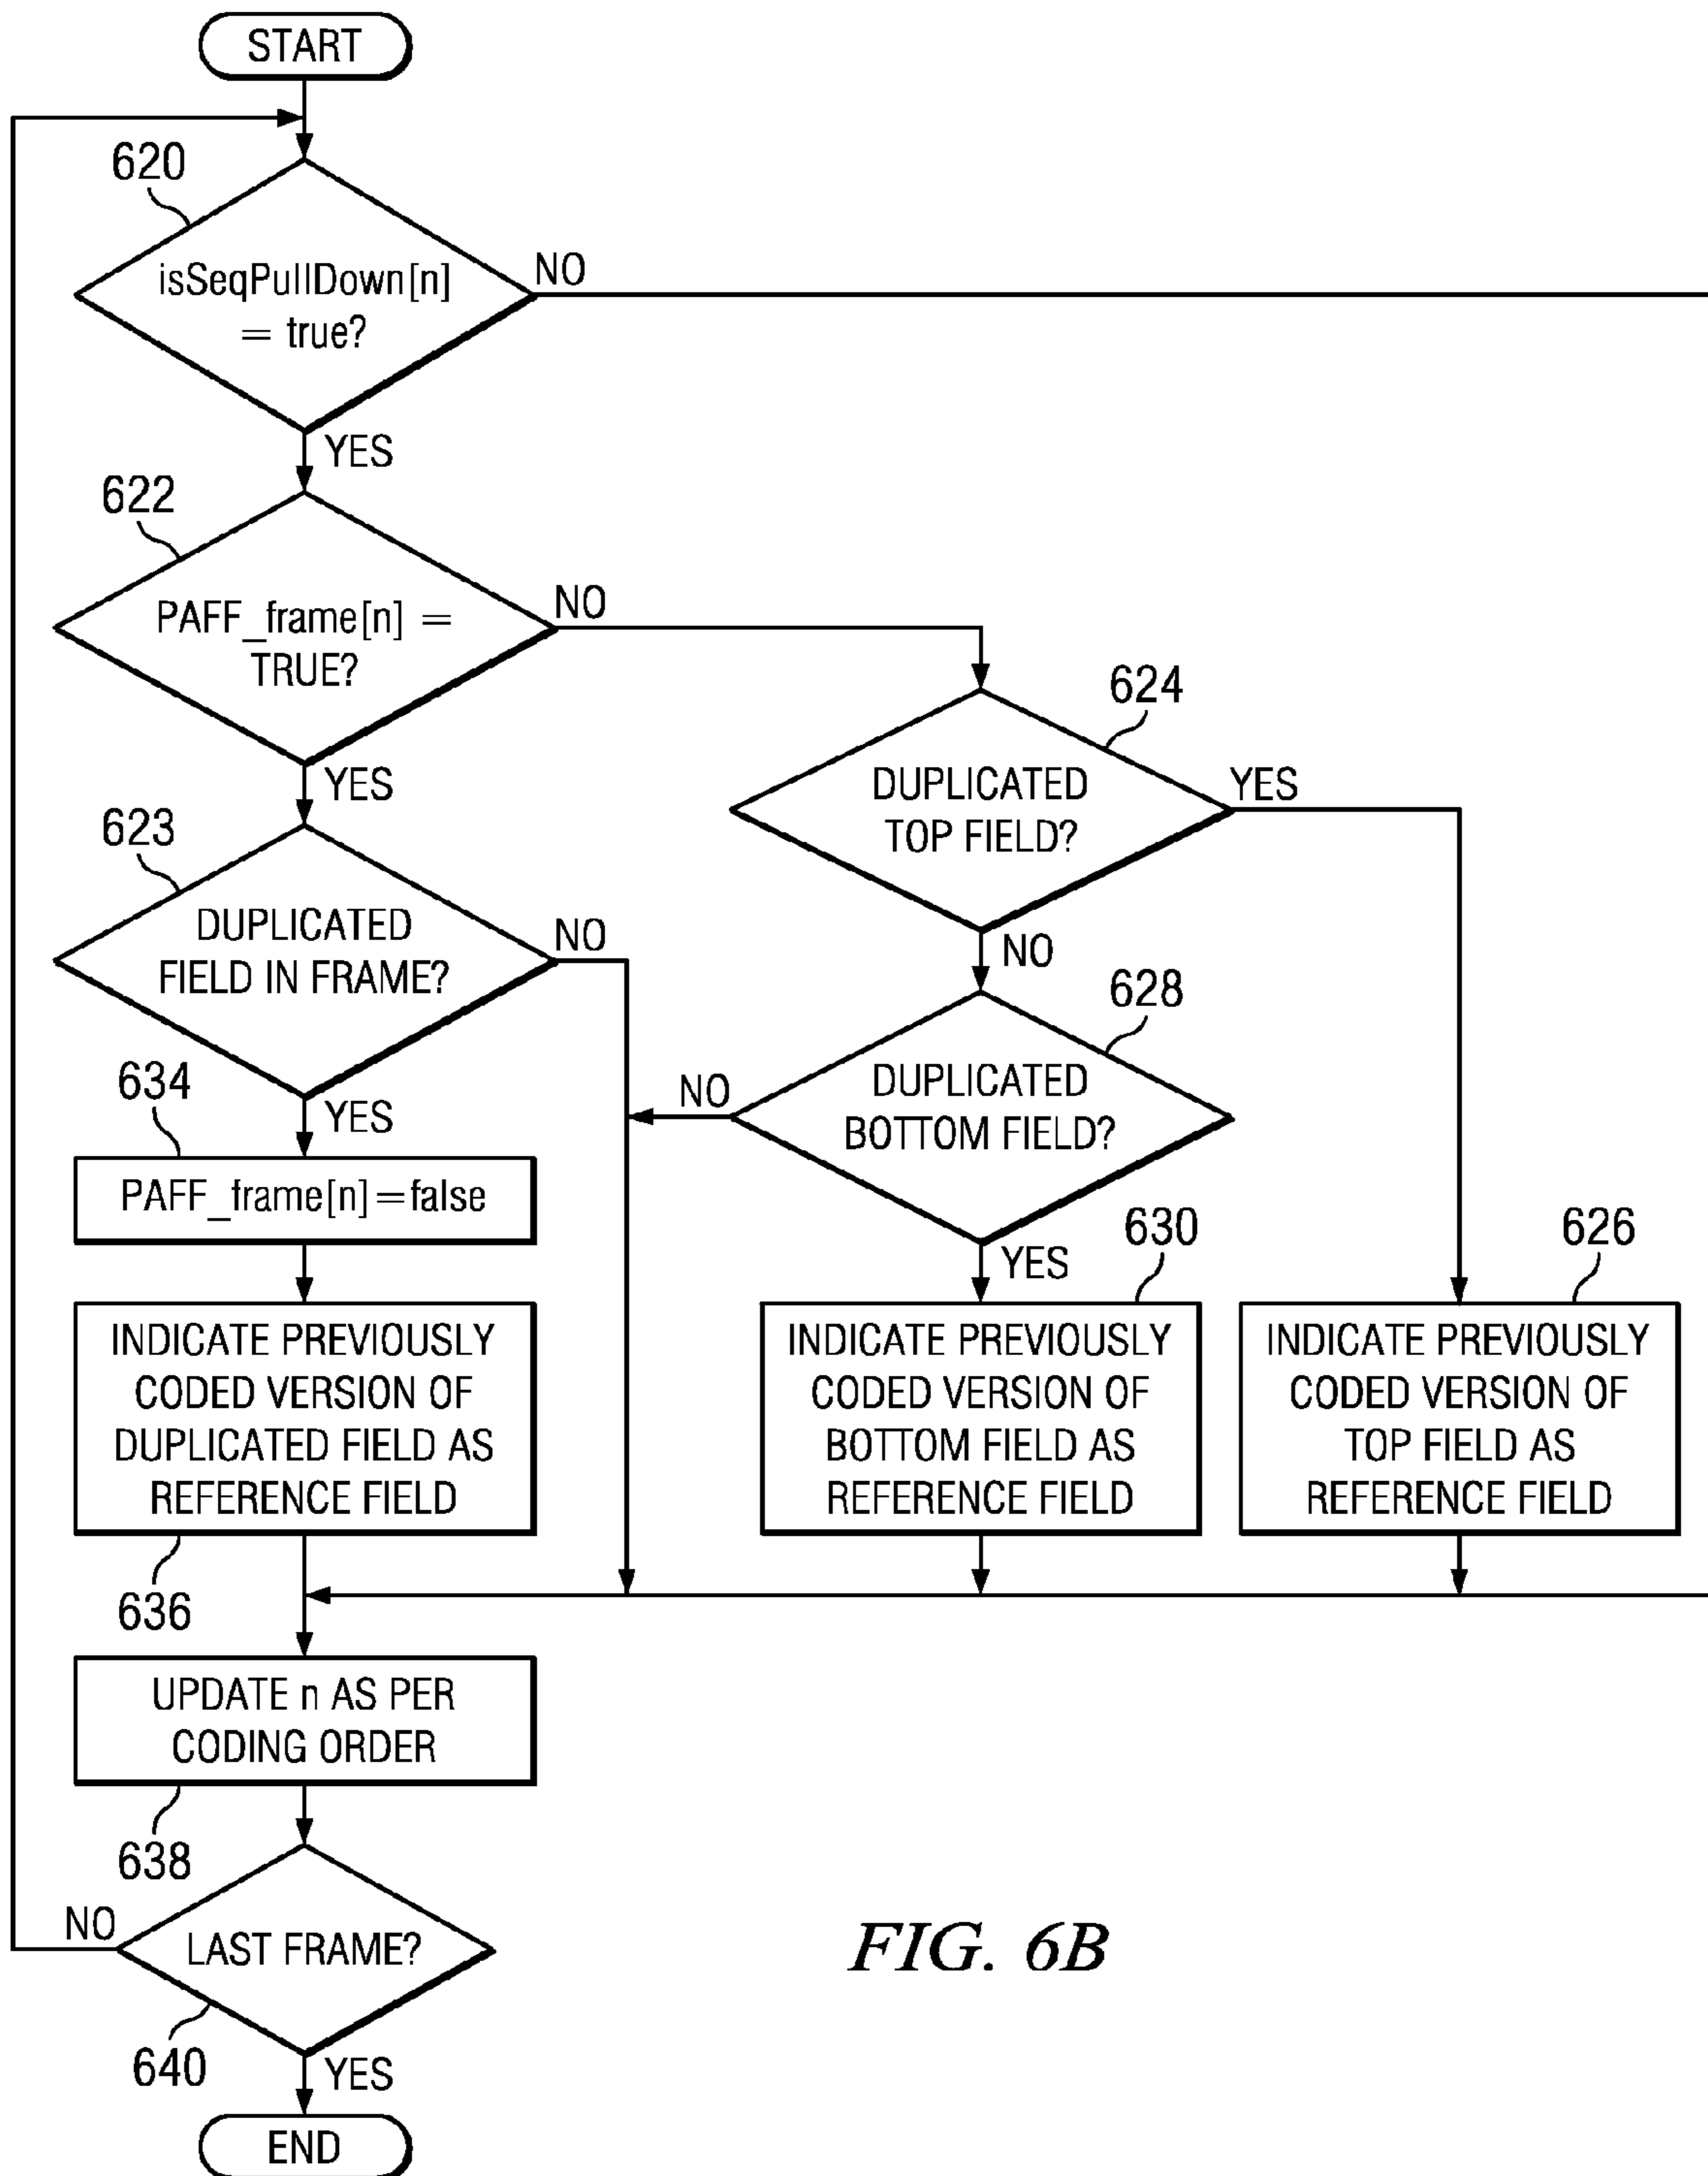 START
620
isSeqPullDown[n]
= true?
NO
YES
622
PAFF_frame[n] =
TRUE?
NO
YES
624
DUPLICATED
TOP FIELD?
YES
NO
623
DUPLICATED
FIELD IN FRAME?
NO
YES
628
DUPLICATED
BOTTOM FIELD?
NO
YES
634
PAFF_frame[n]=false
630
626
INDICATE PREVIOUSLY
CODED VERSION OF
DUPLICATED FIELD AS
REFERENCE FIELD
636
INDICATE PREVIOUSLY
CODED VERSION OF
BOTTOM FIELD AS
REFERENCE FIELD
INDICATE PREVIOUSLY
CODED VERSION OF
TOP FIELD AS
REFERENCE FIELD
UPDATE n AS PER
CODING ORDER
638
NO
LAST FRAME?
640
YES
END
FIG. 6B